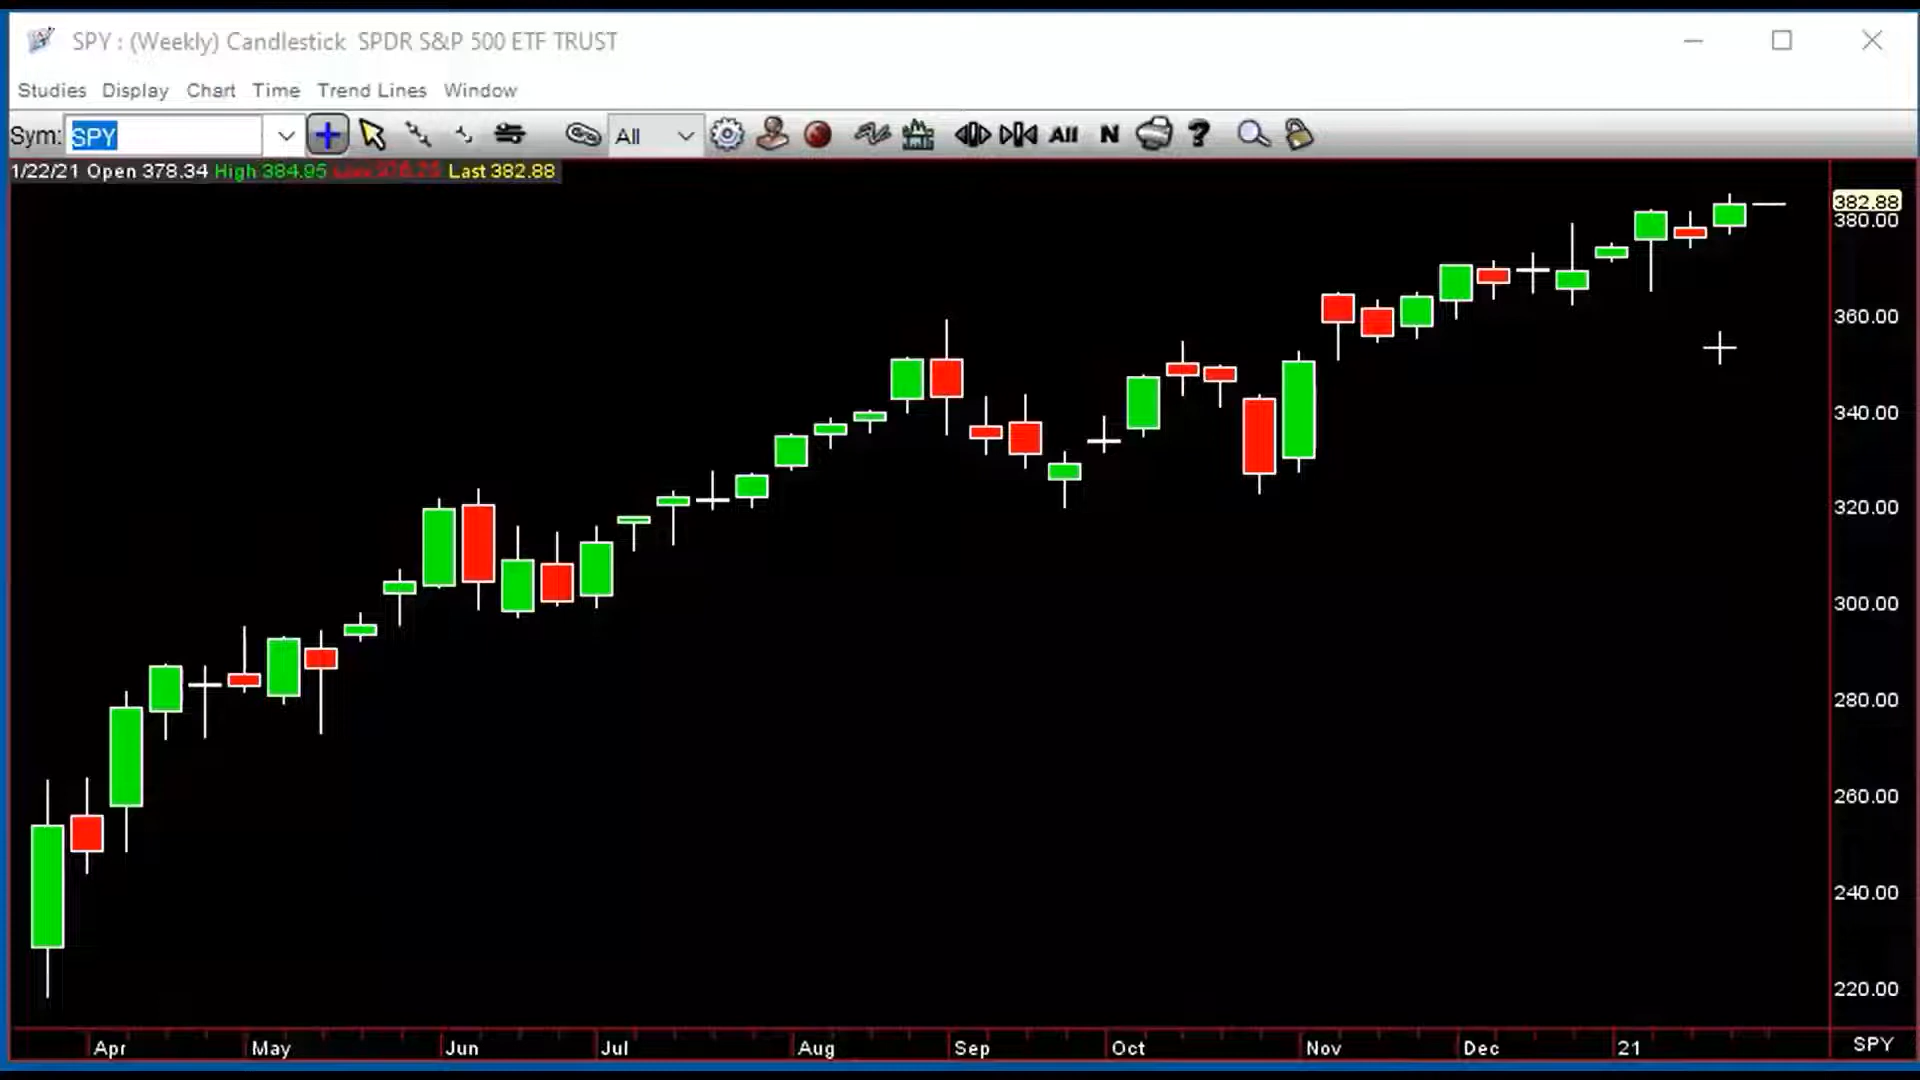 SPY : (Weekly) Candlestick SPDR S&P 500 ETF TRUST
Studies Display Chart Time Trend Lines Window
Sym: SPY All All N ?
1/22/21 Open 378.34 High 384.95 Last 382.88
382.88
380.00
360.00
340.00
320.00
300.00
280.00
260.00
240.00
220.00
Apr May Jun Jul Aug Sep Oct Nov Dec 21 SPY